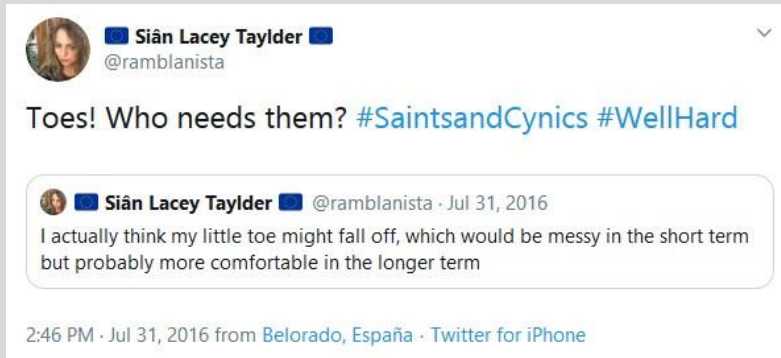 Siân Lacey Taylder
@ramblanista
Toes! Who needs them? #SaintsandCynics #WellHard
Siân Lacey Taylder @ramblanista · Jul 31, 2016
I actually think my little toe might fall off, which would be messy in the short term
but probably more comfortable in the longer term
2:46 PM · Jul 31, 2016 from Belorado, España · Twitter for iPhone